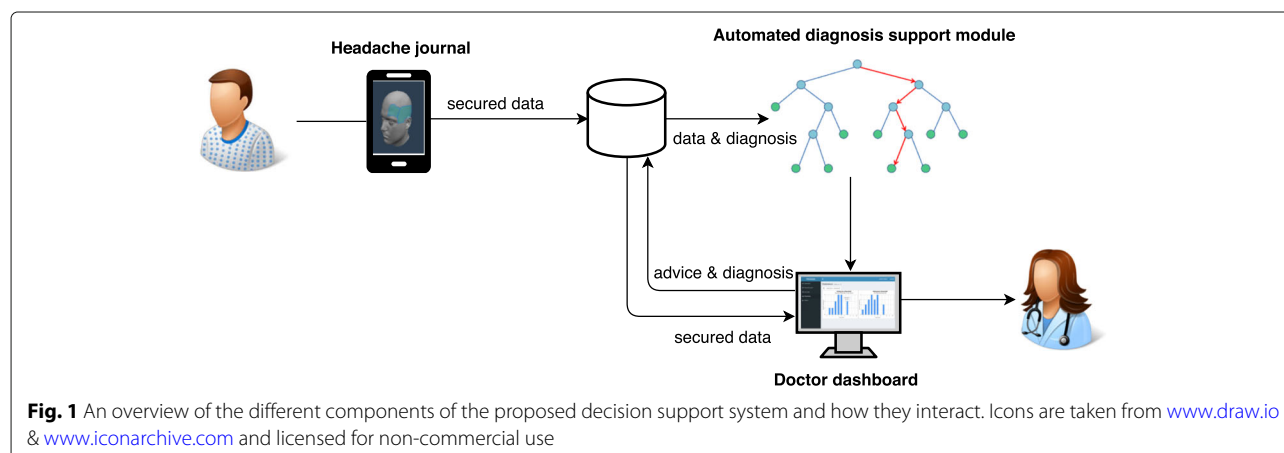 Automated diagnosis support module
Headache journal
secured data
data & diagnosis
advice & diagnosis
secured data
Doctor dashboard
Fig. 1 An overview of the different components of the proposed decision support system and how they interact. Icons are taken from www.draw.io
& www.iconarchive.com and licensed for non-commercial use